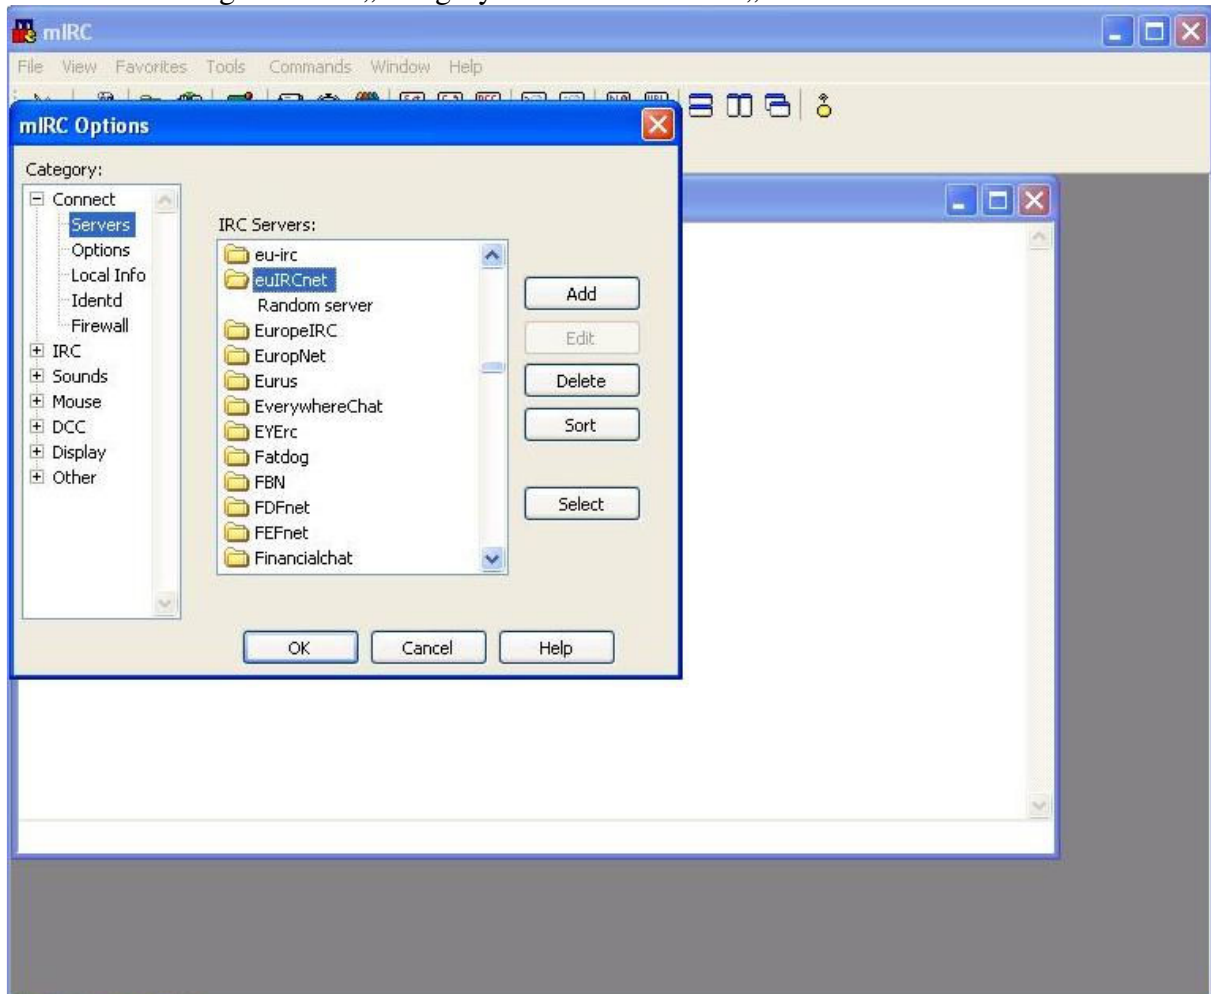 mIRC
File View Favorites Tools Commands Window Help
mIRC Options
Category:
Connect
Servers
Options
Local Info
Identd
Firewall
IRC
Sounds
Mouse
DCC
Display
Other
IRC Servers:
eu-irc
euIRCnet
Random server
EuropeIRC
EuropNet
Eurus
EverywhereChat
EYErc
Fatdog
FBN
FDFnet
FEFnet
Financialchat
Add
Edit
Delete
Sort
Select
OK Cancel Help